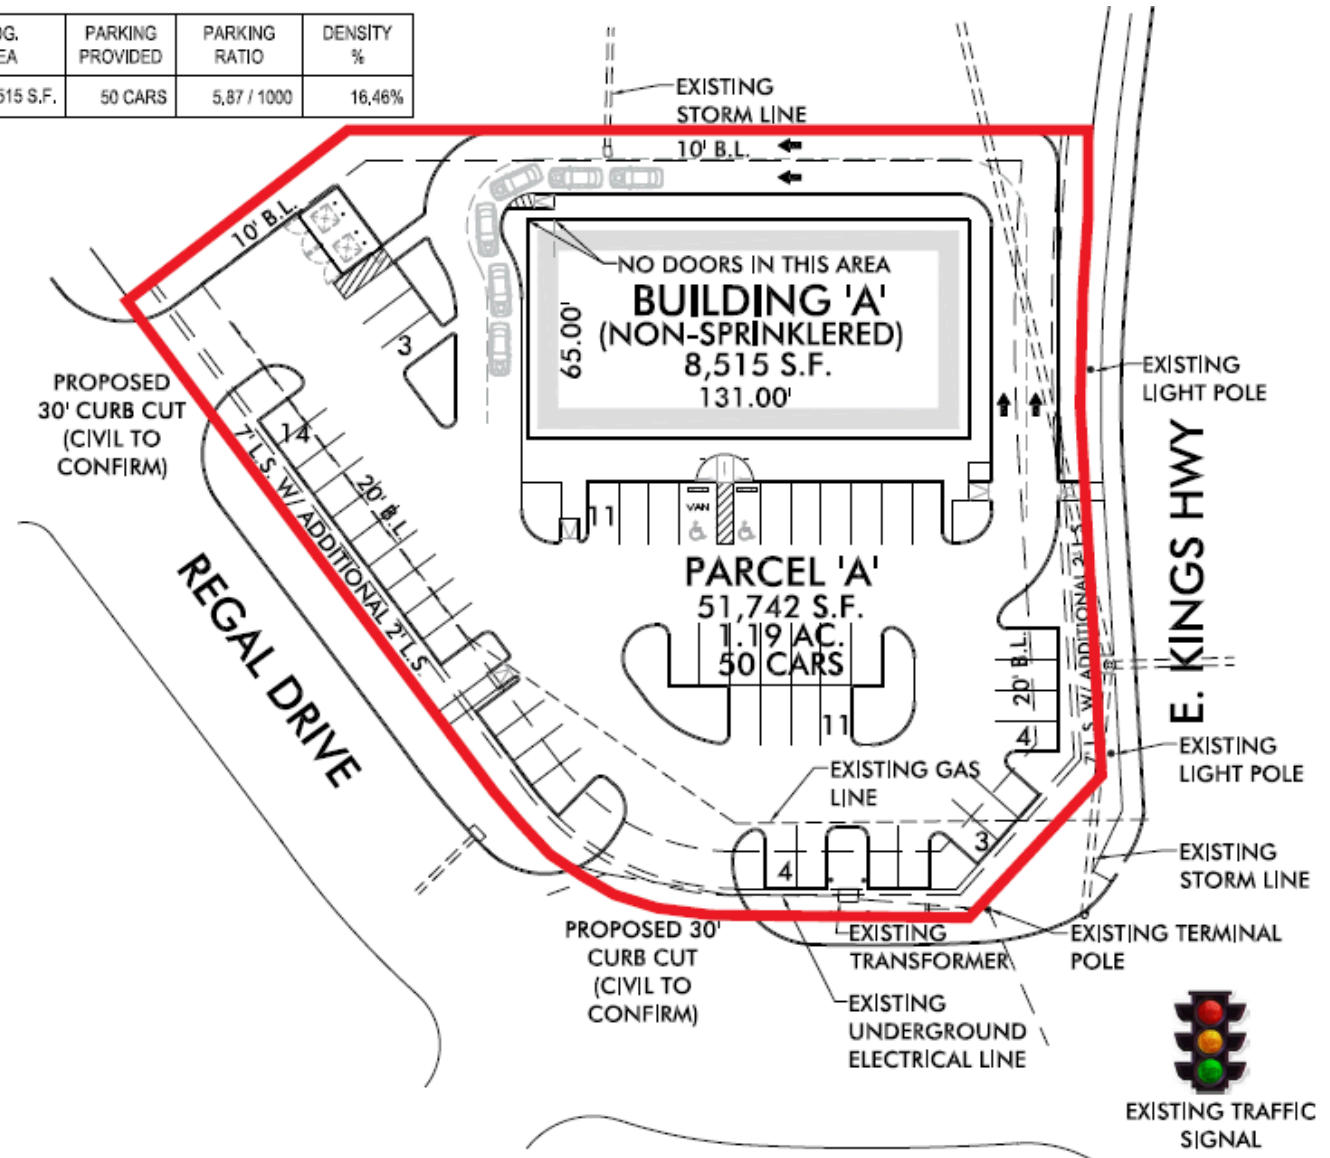 PARKING PROVIDED
PARKING RATIO
DENSITY %
50 CARS
5.87 / 1000
16.46%
EXISTING
STORM LINE
10' B.L.
10' B.L.
NO DOORS IN THIS AREA
BUILDING 'A'
(NON-SPRINKLERED)
8,515 S.F.
131.00'
65.00'
3
EXISTING
LIGHT POLE
PROPOSED
30' CURB CUT
(CIVIL TO
CONFIRM)
14
20' B.L.
7' L.S. W/ ADDITIONAL 2' L.S.
11
VAN
PARCEL 'A'
51,742 S.F.
1.19 AC.
50 CARS
11
REGAL DRIVE
E. KINGS HWY
20' B.L.
7' L.S. W/ ADDITIONAL 2' L.S.
4
EXISTING
LIGHT POLE
EXISTING GAS
LINE
3
4
EXISTING
STORM LINE
PROPOSED 30'
CURB CUT
(CIVIL TO
CONFIRM)
EXISTING
TRANSFORMER
EXISTING TERMINAL
POLE
EXISTING
UNDERGROUND
ELECTRICAL LINE
EXISTING TRAFFIC
SIGNAL